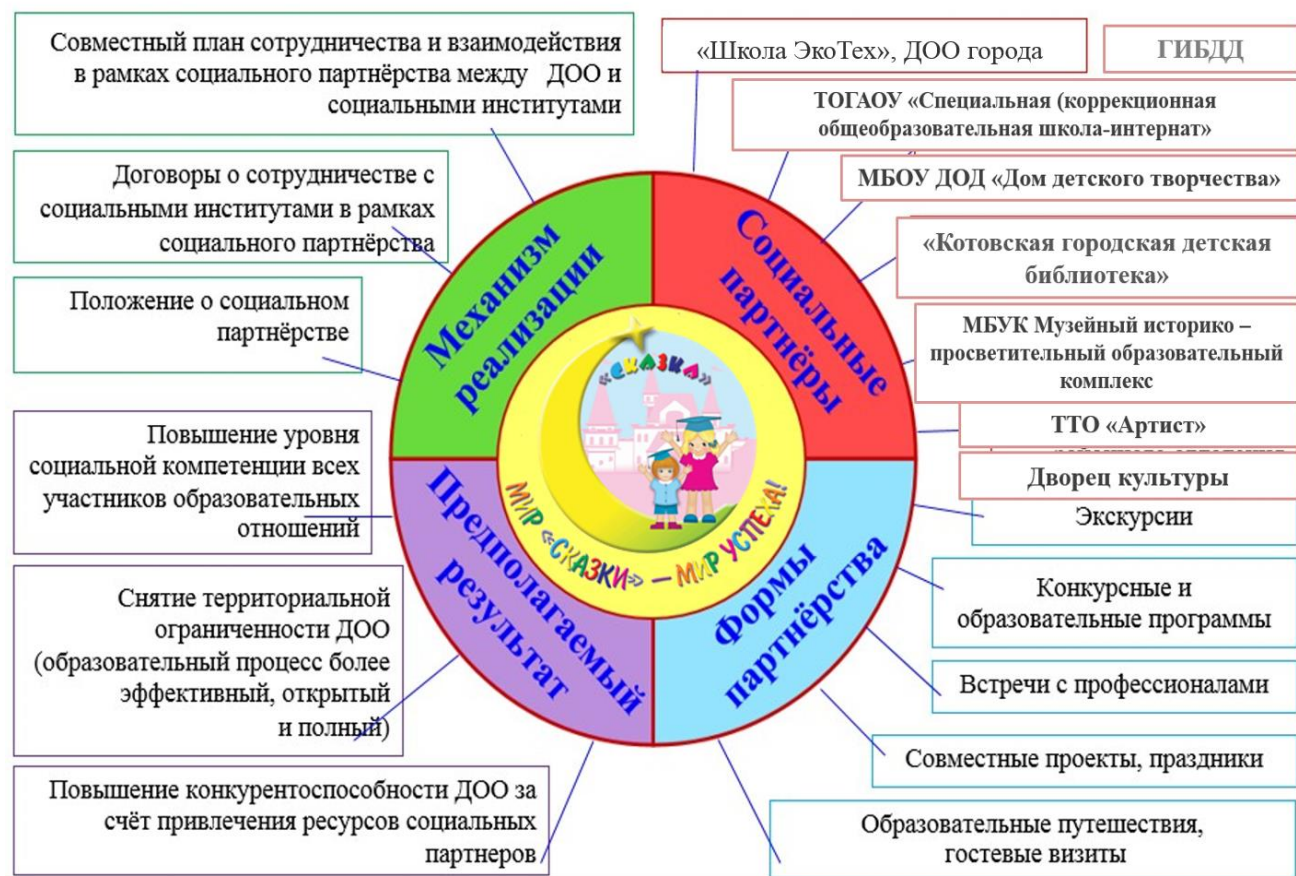 Совместный план сотрудничества и взаимодействия
в рамках социального партнёрства между ДОО и
социальными институтами
Договоры о сотрудничестве с
социальными институтами в рамках
социального партнёрства
Положение о социальном
партнёрстве
Повышение уровня
социальной компетенции всех
участников образовательных
отношений
Снятие территориальной
ограниченности ДОО
(образовательный процесс более
эффективный, открытый
и полный)
Повышение конкурентоспособности ДОО за
счёт привлечения ресурсов социальных
партнеров
Механизм
реализации
Социальные
партнёры
Предполагаемый
результат
Формы
партнёрства
«СКАЗКА»
МИР «СКАЗКИ» – МИР УСПЕХА!
«Школа ЭкоТех», ДОО города
ГИБДД
ТОГАОУ «Специальная (коррекционная
общеобразовательная школа-интернат»
МБОУ ДОД «Дом детского творчества»
«Котовская городская детская
библиотека»
МБУК Музейный историко –
просветительный образовательный
комплекс
ТТО «Артист»
Дворец культуры
Экскурсии
Конкурсные и
образовательные программы
Встречи с профессионалами
Совместные проекты, праздники
Образовательные путешествия,
гостевые визиты